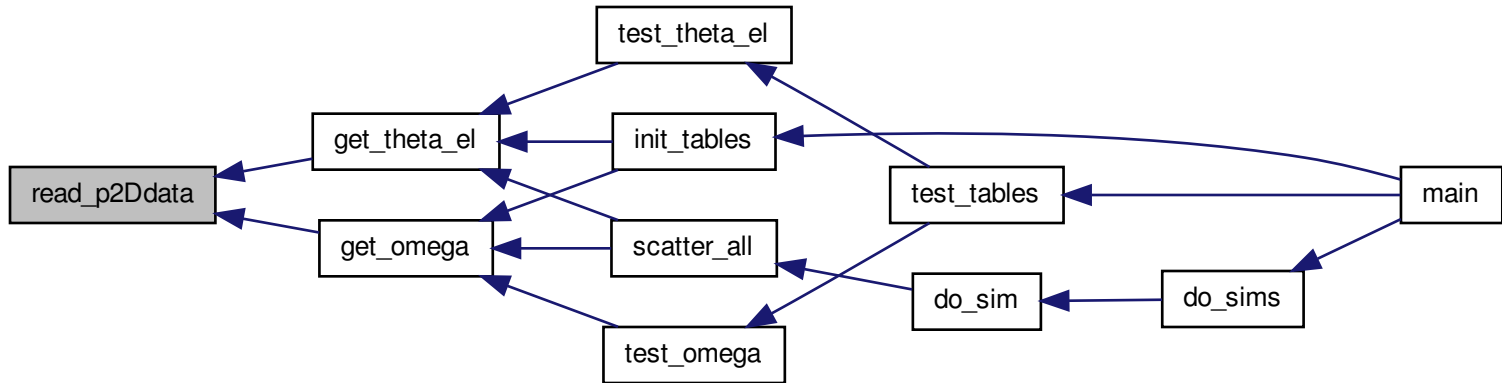 test_theta_el
get_theta_el
init_tables
read_p2Ddata
test_tables
main
get_omega
scatter_all
do_sim
do_sims
test_omega